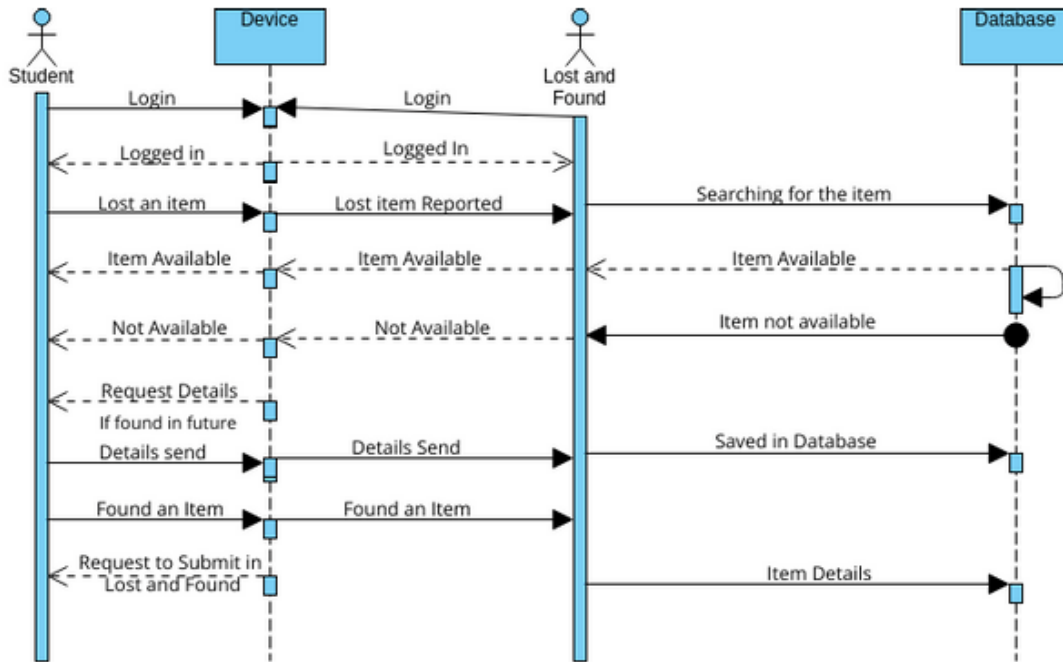 Device
Database
Student
Lost and
Found
Login
Login
Logged in
Logged In
Lost an item
Lost item Reported
Searching for the item
Item Available
Item Available
Item Available
Not Available
Not Available
Item not available
Request Details
If found in future
Details send
Details Send
Saved in Database
Found an Item
Found an Item
Request to Submit in
Lost and Found
Item Details